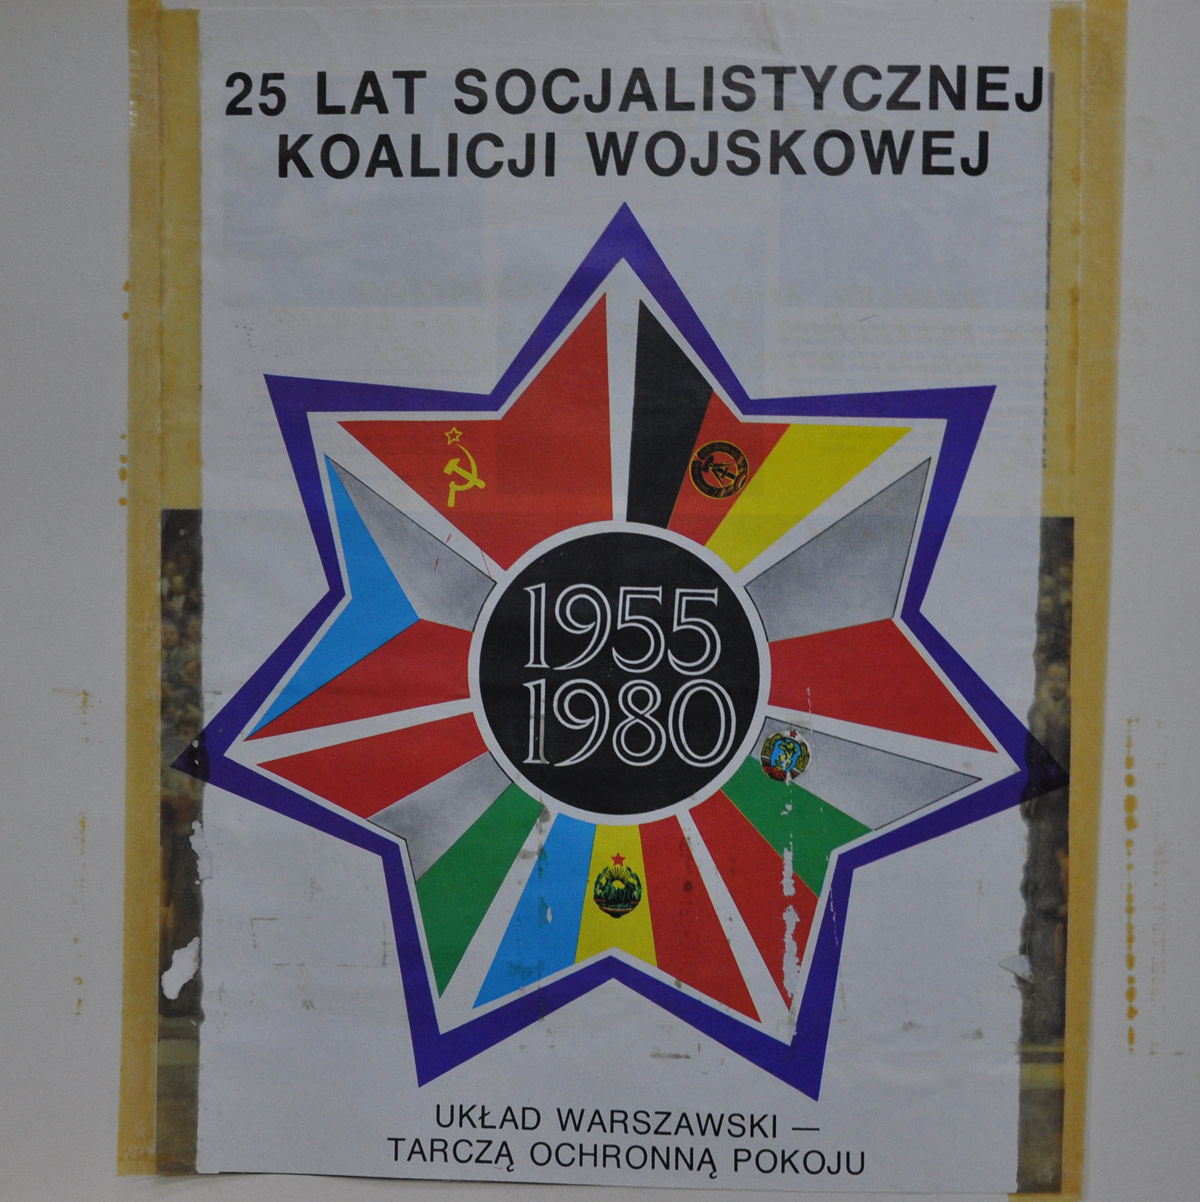 25 LAT SOCJALISTYCZNEJ
KOALICJI WOJSKOWEJ
1955
1980
UKŁAD WARSZAWSKI —
TARCZĄ OCHRONNĄ POKOJU